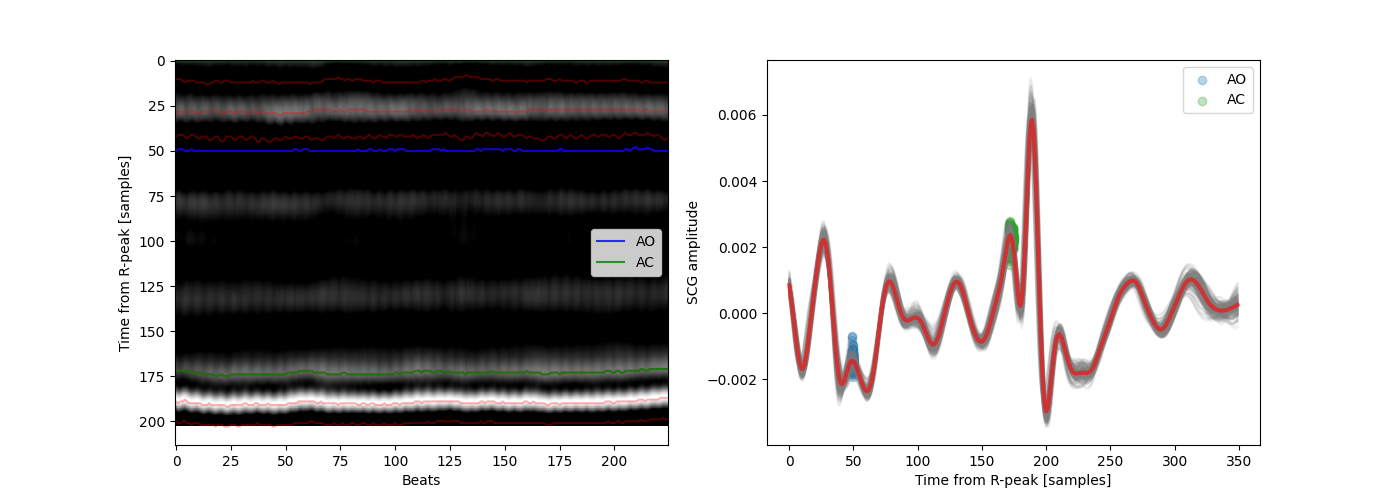 0
25
50
75
100
125
150
175
200
Time from R-peak [samples]
AO
AC
0 25 50 75 100 125 150 175 200
Beats
0.006
0.004
0.002
0.000
−0.002
SCG amplitude
AO
AC
0 50 100 150 200 250 300 350
Time from R-peak [samples]